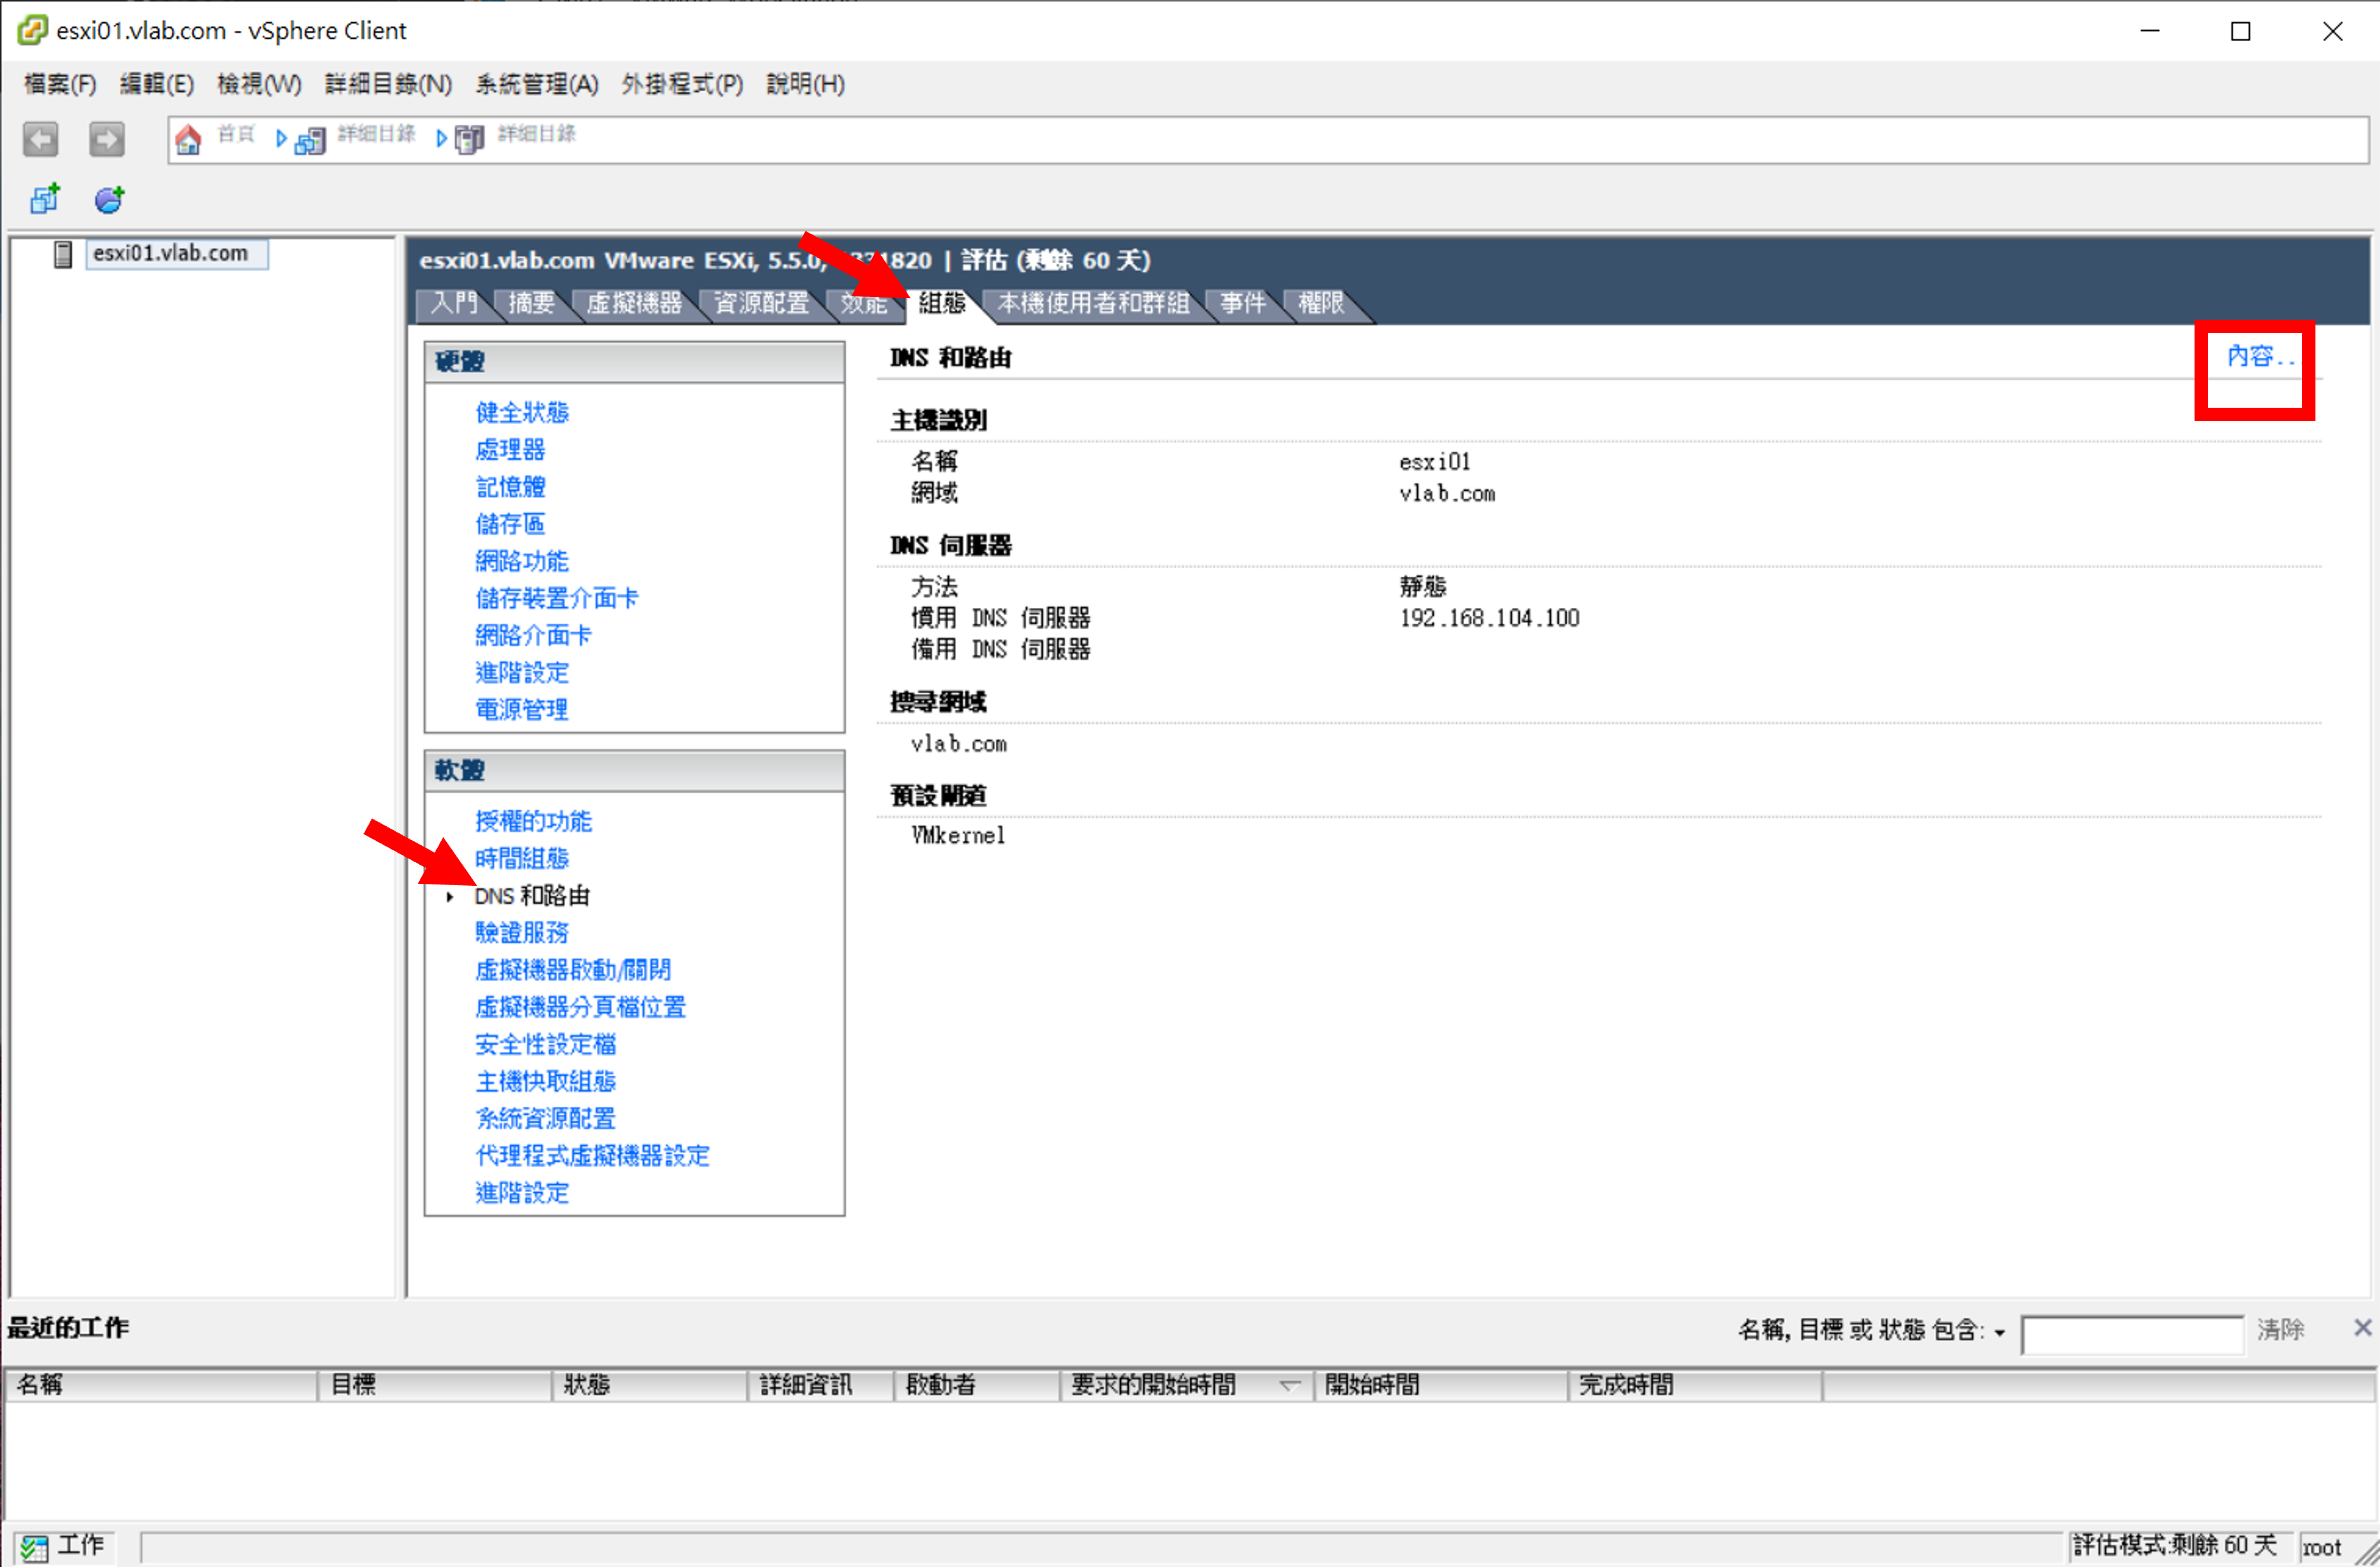 esxi01.vlab.com - vSphere Client
檔案(F) 編輯(E) 檢視(W) 詳細目錄(N) 系統管理(A) 外掛程式(P) 說明(H)
首頁 詳細目錄 詳細目錄
esxi01.vlab.com
esxi01.vlab.com VMware ESXi, 5.5.0, 1820 | 評估 (剩餘 60 天)
入門 摘要 虛擬機器 資源配置 效能 組態 本機使用者和群組 事件 權限
硬體
健全狀態
處理器
記憶體
儲存區
網路功能
儲存裝置介面卡
網路介面卡
進階設定
電源管理
軟體
授權的功能
時間組態
DNS 和路由
驗證服務
虛擬機器啟動/關閉
虛擬機器分頁檔位置
安全性設定檔
主機快取組態
系統資源配置
代理程式虛擬機器設定
進階設定
DNS 和路由 內容...
主機識別
名稱 esxi01
網域 vlab.com
DNS 伺服器
方法 靜態
慣用 DNS 伺服器 192.168.104.100
備用 DNS 伺服器
搜尋網域
vlab.com
預設閘道
VMkernel
最近的工作 名稱, 目標 或 狀態 包含: 清除
名稱 目標 狀態 詳細資訊 啟動者 要求的開始時間 開始時間 完成時間
工作 評估模式:剩餘 60 天 root